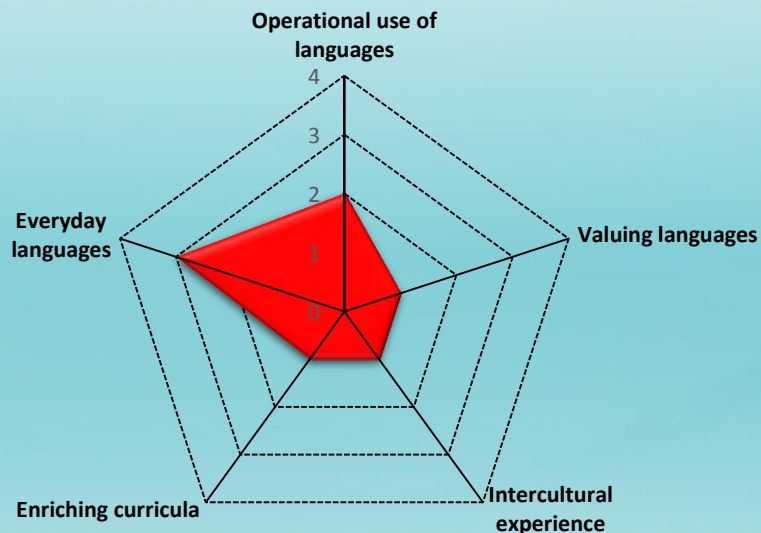 Operational use of
languages
4
3
2
1
0
Everyday
languages
Valuing languages
Enriching curricula
Intercultural
experience